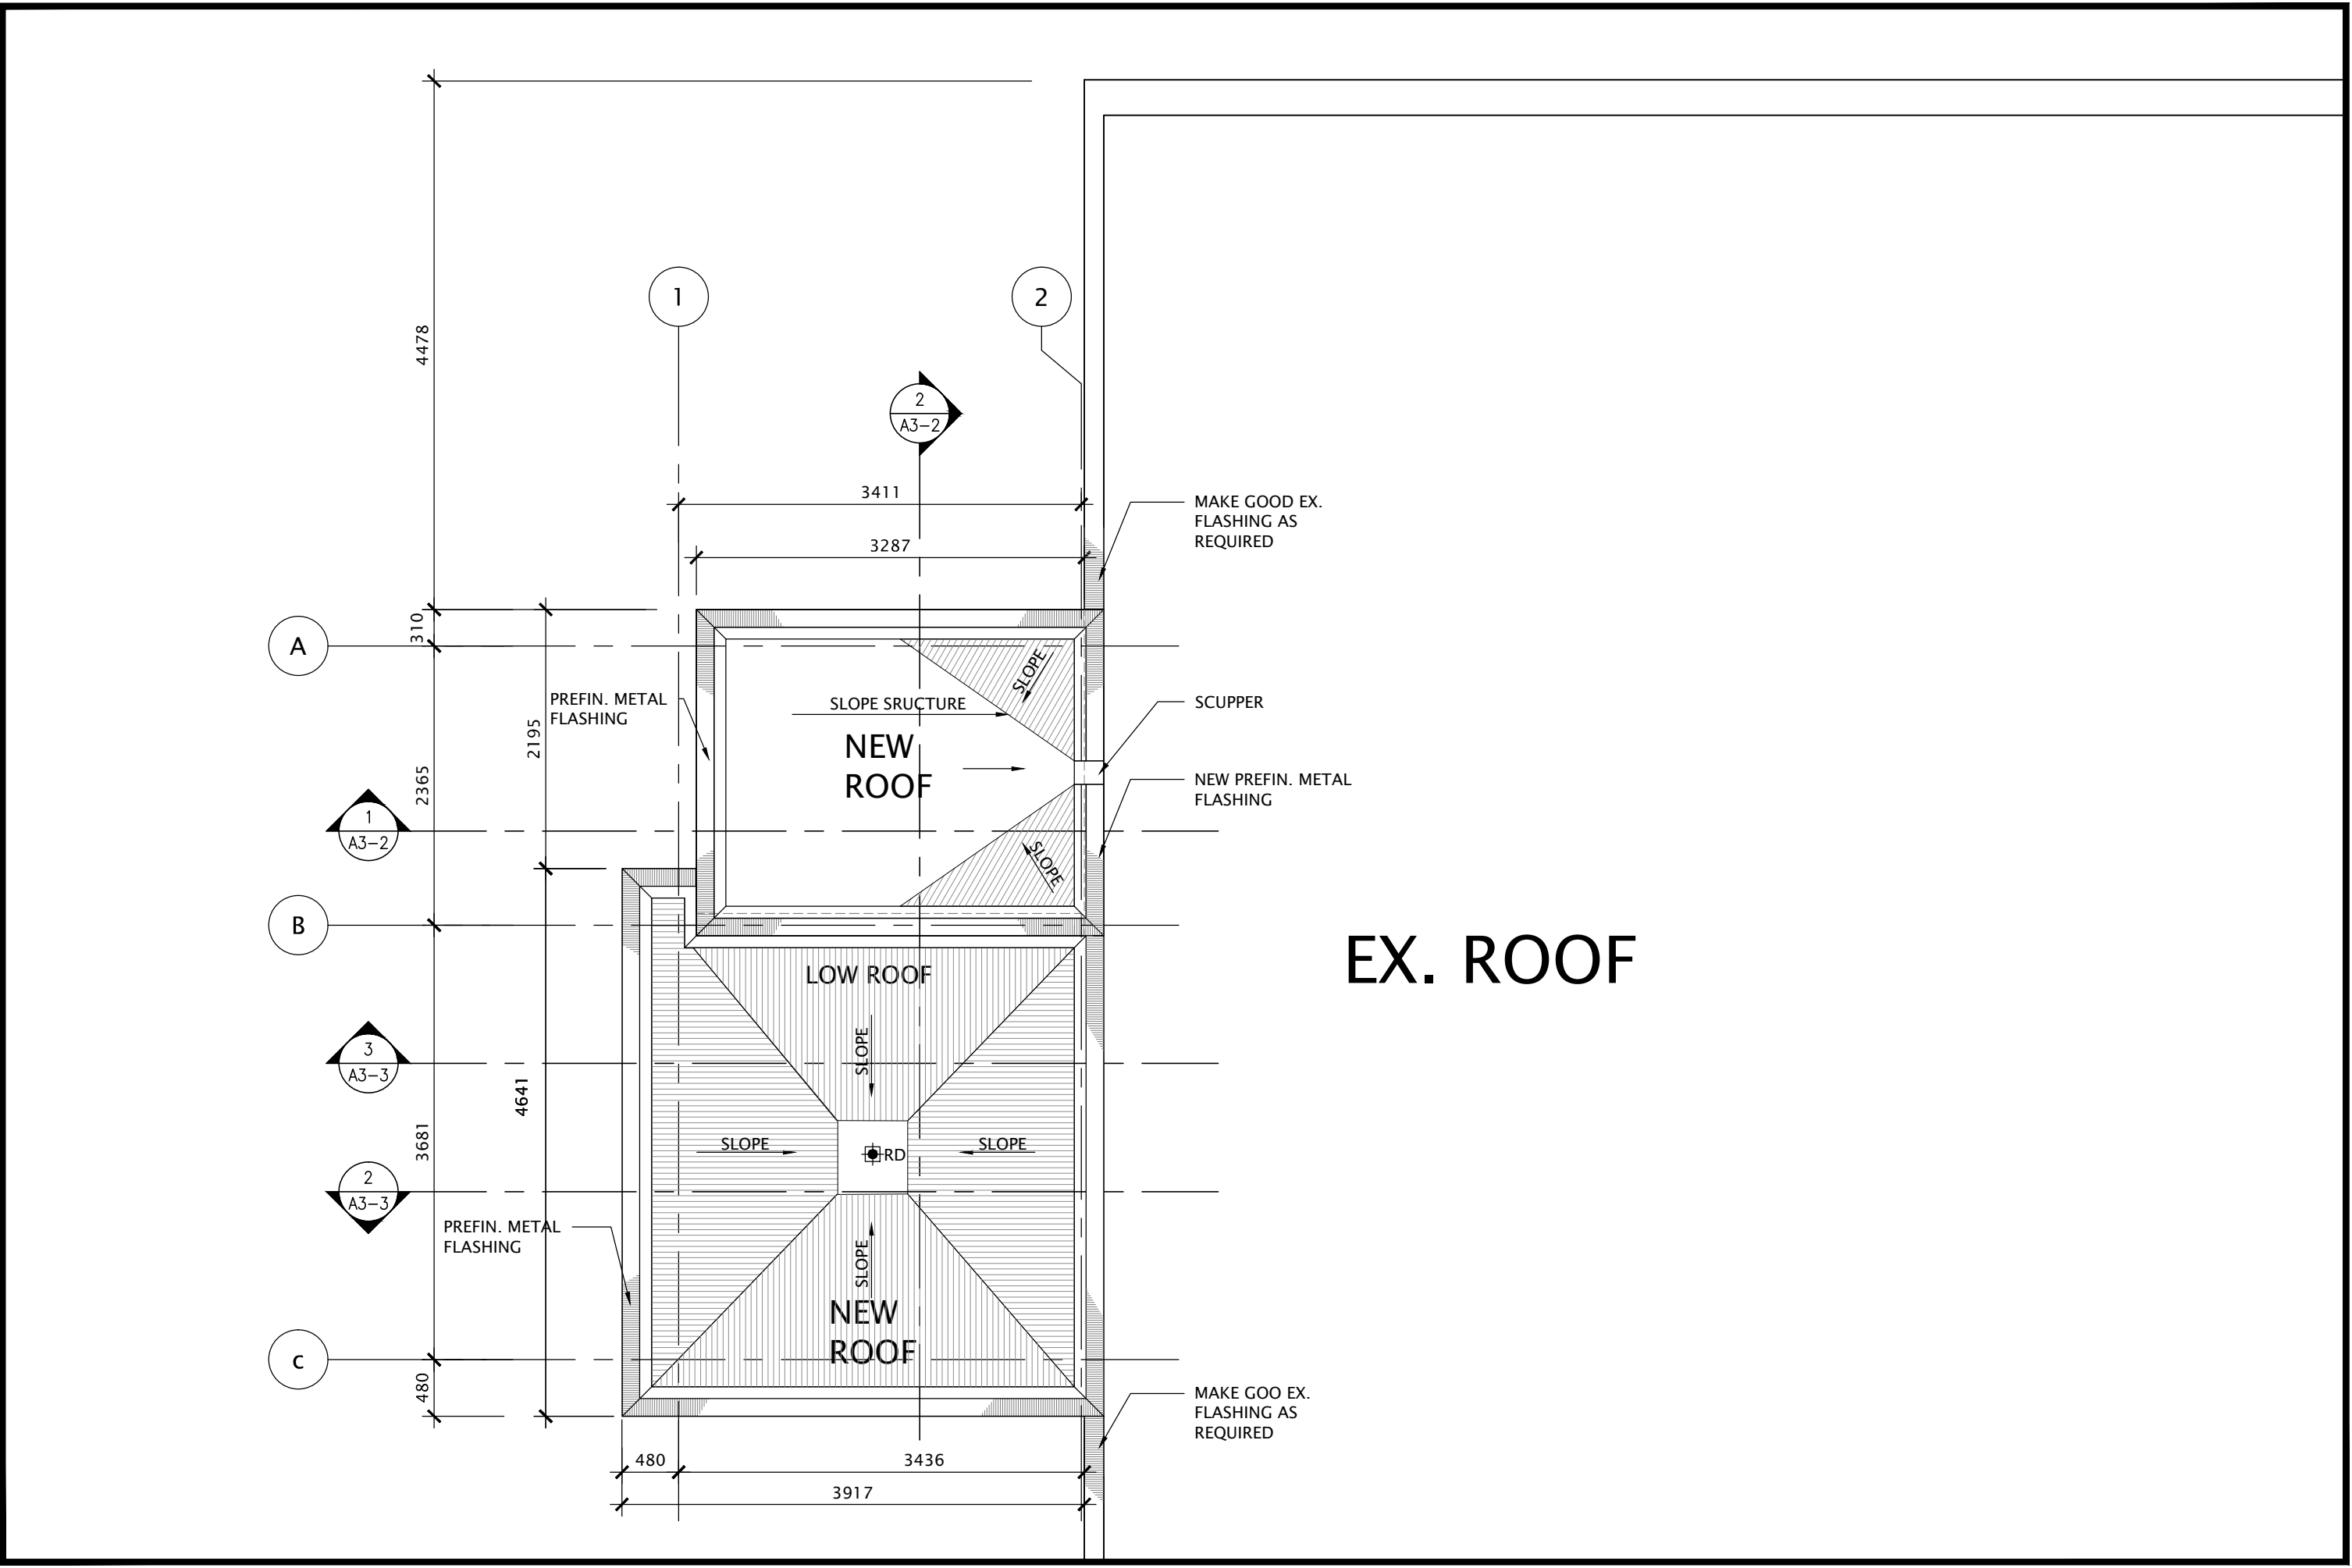 1
2
4478
2
A3-2
3411
MAKE GOOD EX.
FLASHING AS
REQUIRED
3287
310
A
PREFIN. METAL
FLASHING
SLOPE SRUCTURE
SLOPE
SCUPPER
2195
2365
NEW
ROOF
NEW PREFIN. METAL
FLASHING
1
A3-2
SLOPE
B
EX. ROOF
LOW ROOF
SLOPE
3
A3-3
4641
3681
SLOPE
RD
SLOPE
2
A3-3
PREFIN. METAL
FLASHING
SLOPE
NEW
ROOF
c
480
MAKE GOO EX.
FLASHING AS
REQUIRED
480
3436
3917